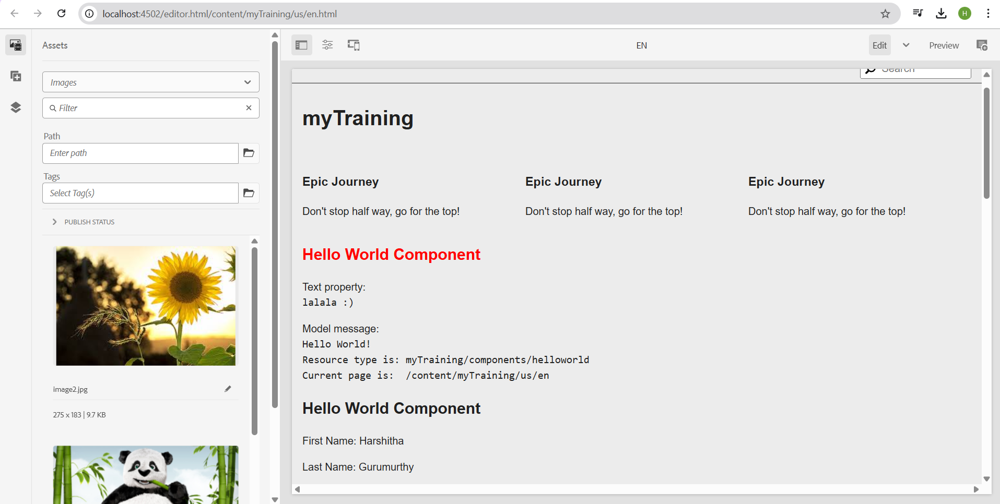 localhost:4502/editor.html/content/myTraining/us/en.html
H
Assets
Images
Filter
Path
Enter path
Tags
Select Tag(s)
PUBLISH STATUS
image2.jpg
275 x 183 | 9.7 KB
EN
Edit
Preview
Search
myTraining
Epic Journey
Don't stop half way, go for the top!
Epic Journey
Don't stop half way, go for the top!
Epic Journey
Don't stop half way, go for the top!
Hello World Component
Text property:
lalala :)
Model message:
Hello World!
Resource type is: myTraining/components/helloworld
Current page is:  /content/myTraining/us/en
Hello World Component
First Name: Harshitha
Last Name: Gurumurthy